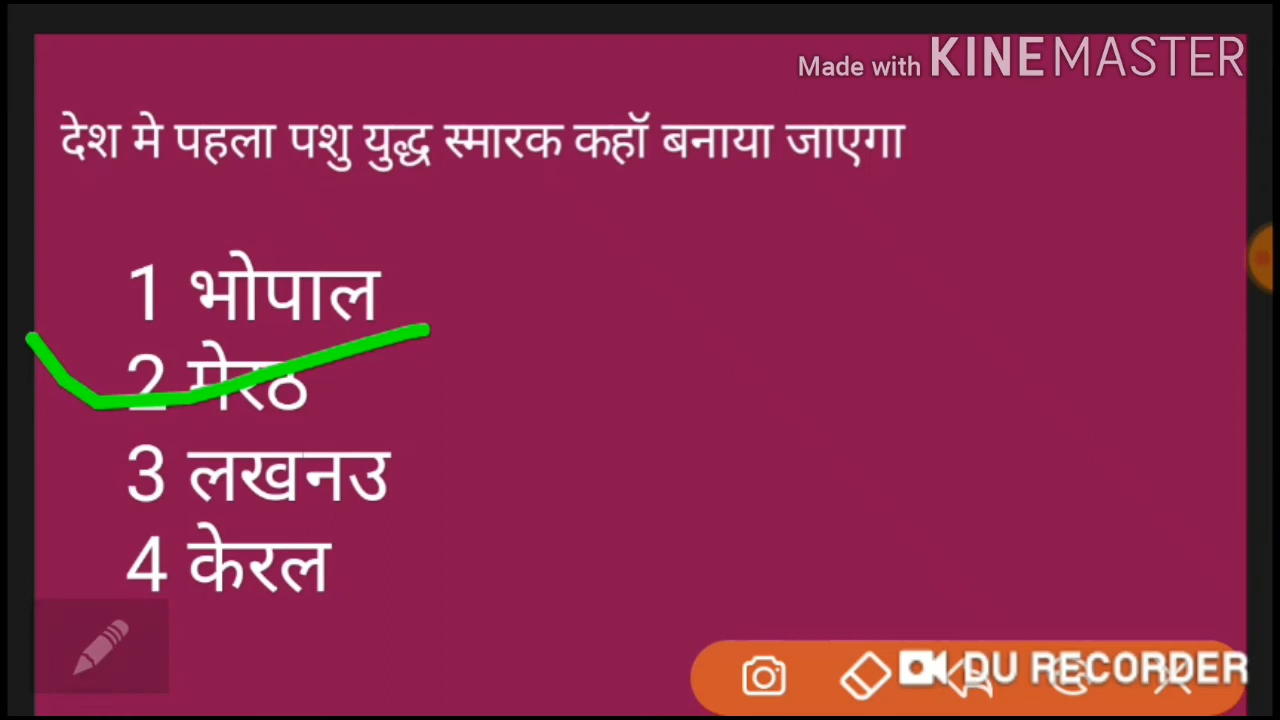 Made with KINEMASTER
देश मे पहला पशु युद्ध स्मारक कहॉ बनाया जाएगा
1 भोपाल
2 मेरठ
3 लखनउ
4 केरल
DU RECORDER